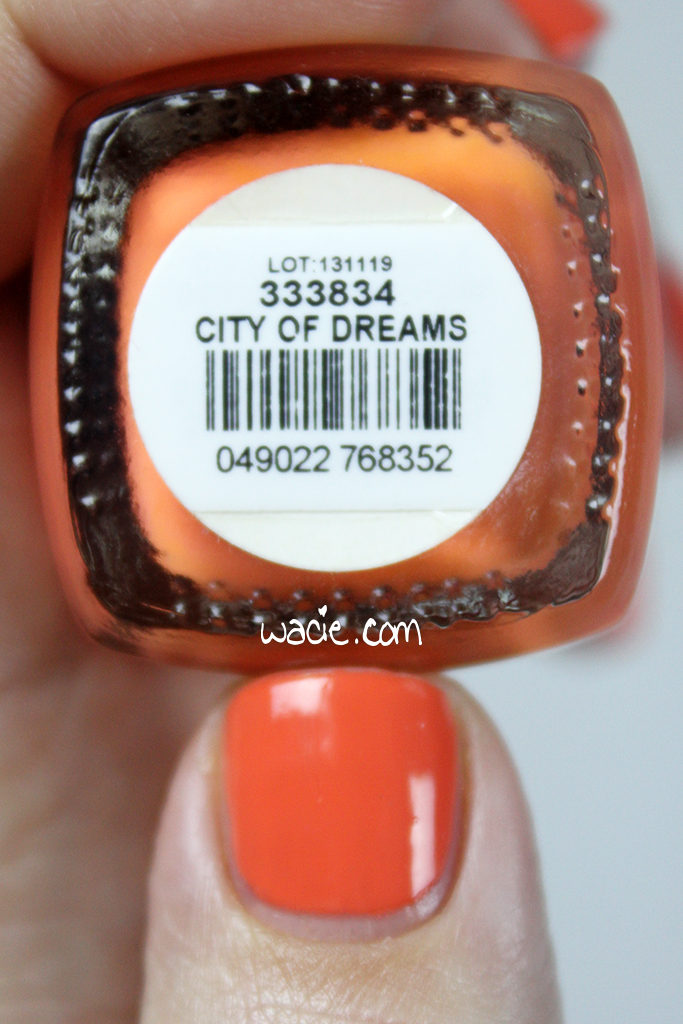 LOT:131119
333834
CITY OF DREAMS
049022 768352
wacie.com